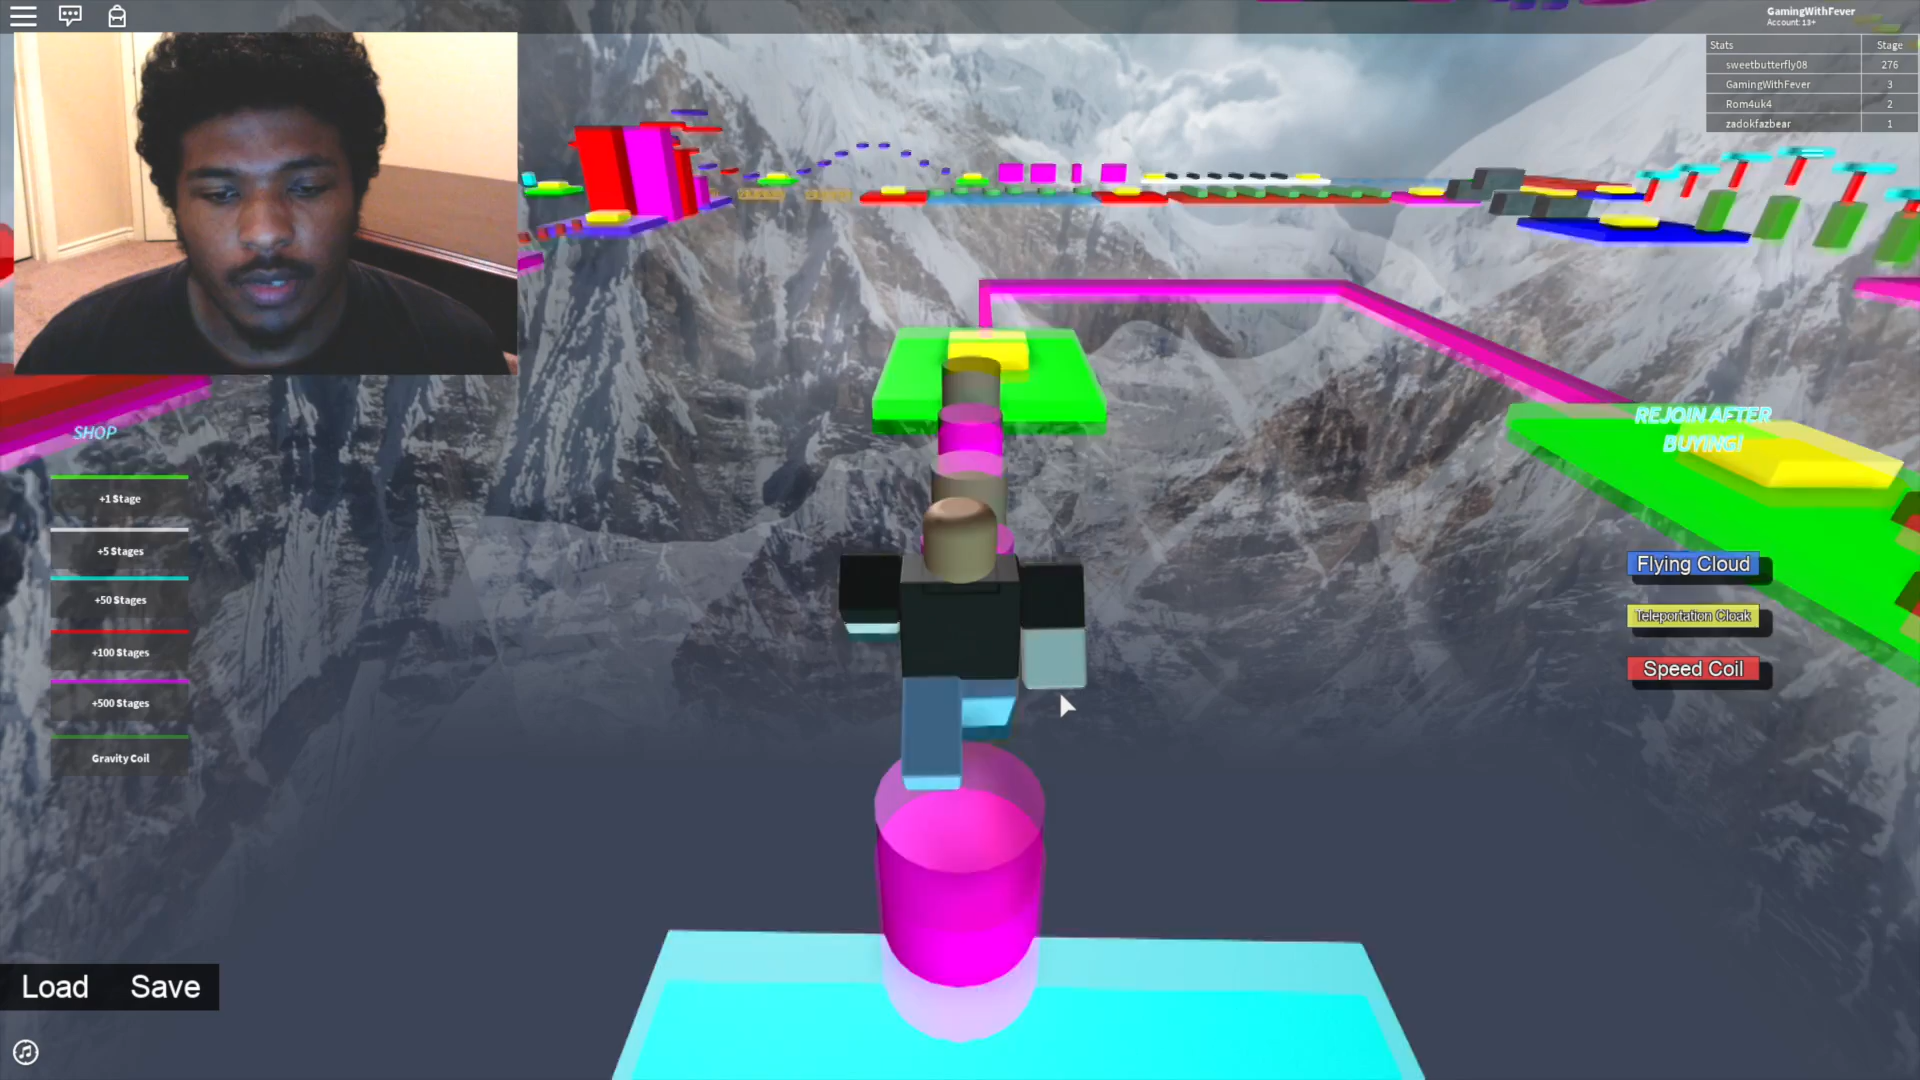 GamingWithFever
Account: 13+
Stats Stage
sweetbutterfly08 276
GamingWithFever 3
Rom4uk4 2
zadokfazbear 1
SHOP
+1 Stage
+5 Stages
+50 Stages
+100 Stages
+500 Stages
Gravity Coil
REJOIN AFTER
BUYING!
Flying Cloud
Teleportation Cloak
Speed Coil
Load Save